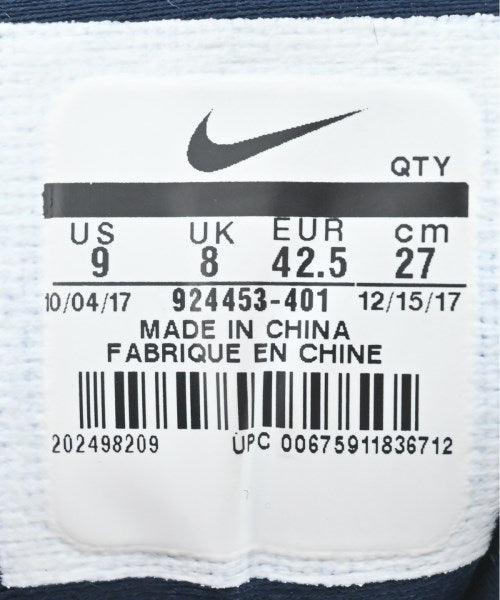 QTY
US UK EUR cm
9 8 42.5 27
10/04/17 924453-401 12/15/17
MADE IN CHINA
FABRIQUE EN CHINE
202498209 UPC 00675911836712